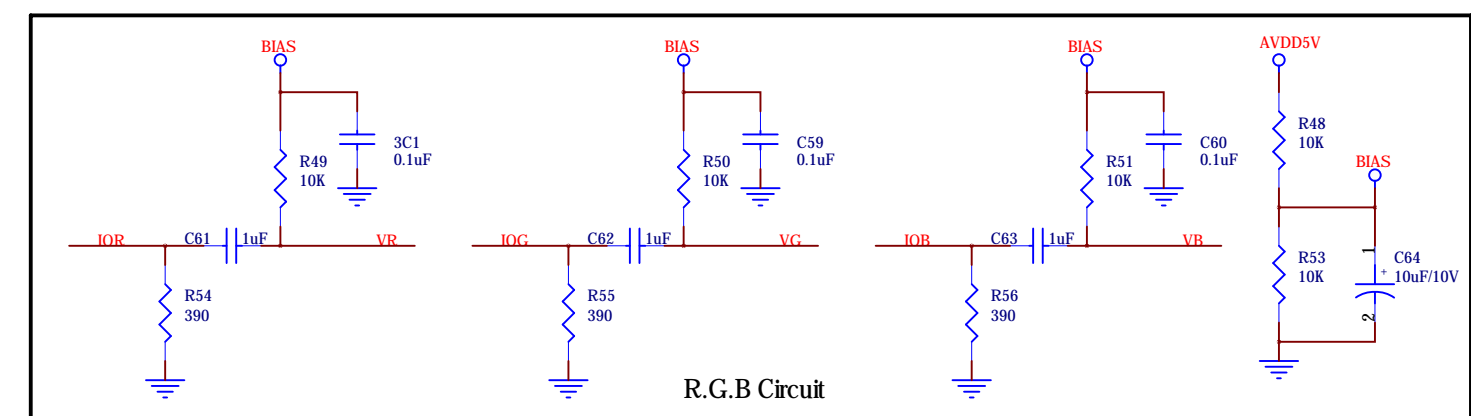 BIAS
3C1
0.1uF
R49
10K
IOR
C61
1uF
VR
R54
390
BIAS
C59
0.1uF
R50
10K
IOG
C62
1uF
VG
R55
390
BIAS
C60
0.1uF
R51
10K
IOB
C63
1uF
VB
R56
390
AVDD5V
R48
10K
BIAS
R53
10K
1
C64
+ 10uF/10V
2
R.G.B Circuit